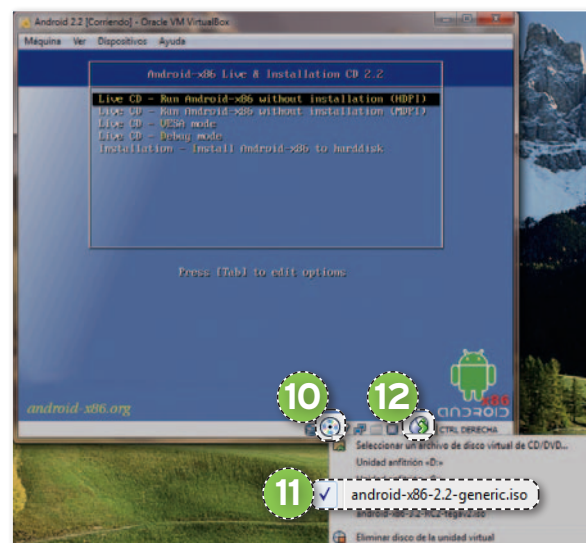 Android 2.2 [Corriendo] - Oracle VM VirtualBox
Máquina Ver Dispositivos Ayuda
Android-x86 Live & Installation CD 2.2
Live CD - Run Android-x86 without installation (HDPI)
Live CD - Run Android-x86 without installation (MDPI)
Live CD - VESA mode
Live CD - Debug mode
Installation - Install Android-x86 to harddisk
Press [Tab] to edit options
android-x86.org
x86
ANDROID
10
12
CTRL DERECHA
Seleccionar un archivo de disco virtual de CD/DVD...
Unidad anfitrión «D:»
11
android-x86-2.2-generic.iso
Eliminar disco de la unidad virtual